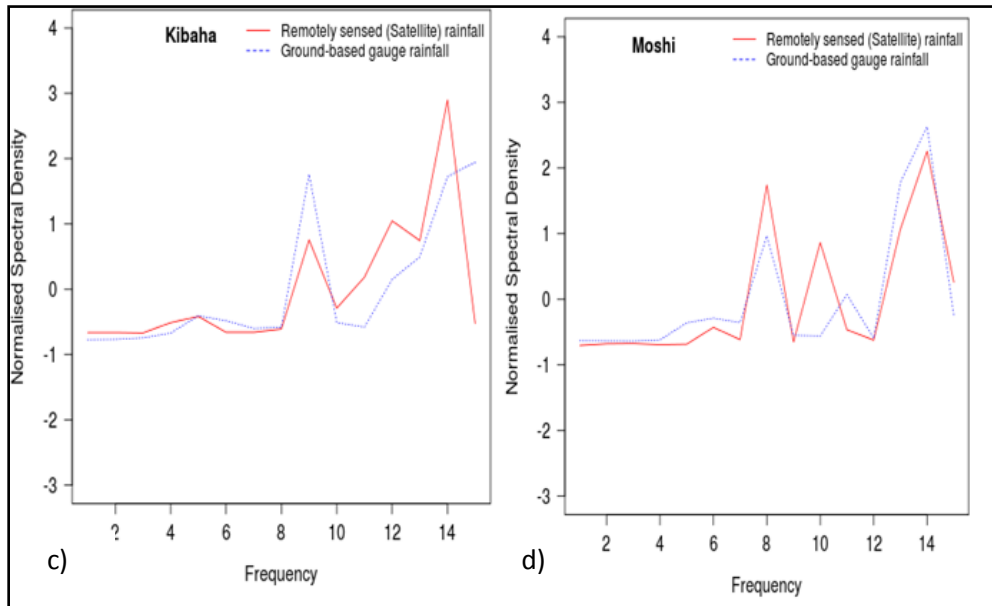 Kibaha
Remotely sensed (Satellite) rainfall
Ground-based gauge rainfall
Normalised Spectral Density
4
3
2
1
0
-1
-2
-3
2 4 6 8 10 12 14
Frequency
c)
Moshi
Remotely sensed (Satellite) rainfall
Ground-based gauge rainfall
Normalised Spectral Density
4
3
2
1
0
-1
-2
-3
2 4 6 8 10 12 14
Frequency
d)